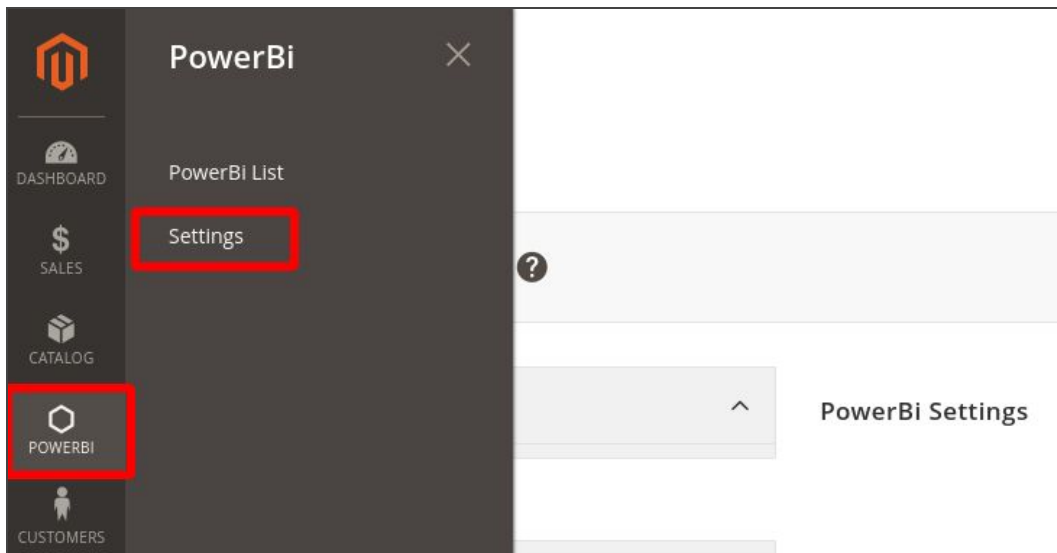 PowerBi
DASHBOARD
PowerBi List
$
SALES
Settings
?
CATALOG
PowerBi Settings
POWERBI
CUSTOMERS